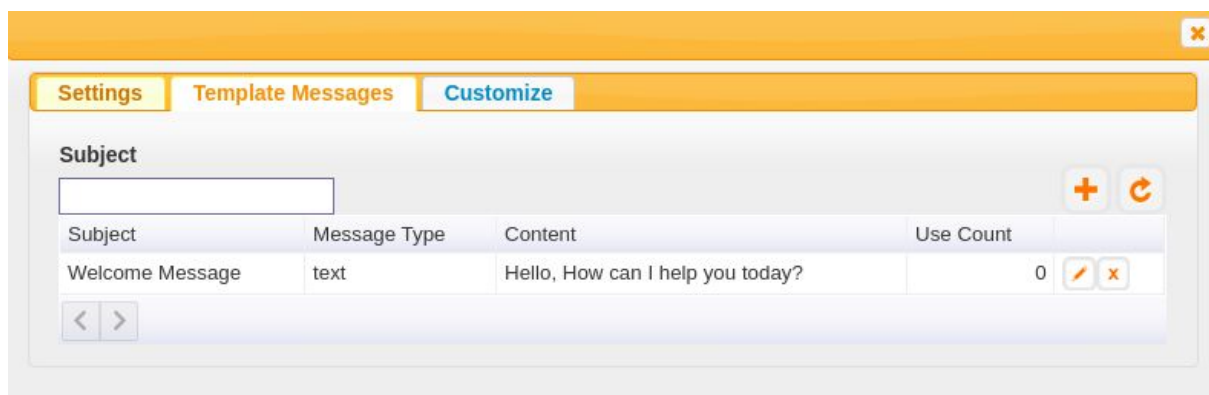 Settings Template Messages Customize
Subject
Subject Message Type Content Use Count
Welcome Message text Hello, How can I help you today? 0